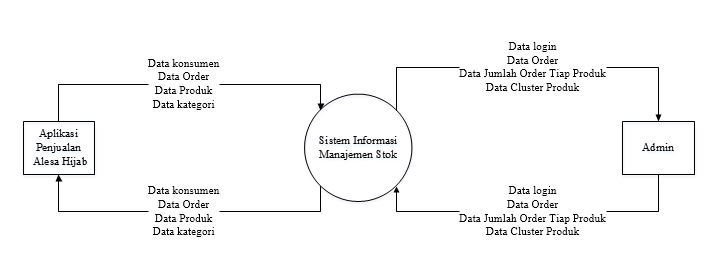 Data konsumen
Data Order
Data Produk
Data kategori
Data login
Data Order
Data Jumlah Order Tiap Produk
Data Cluster Produk
Aplikasi
Penjualan
Alesa Hijab
Sistem Informasi
Manajemen Stok
Admin
Data konsumen
Data Order
Data Produk
Data kategori
Data login
Data Order
Data Jumlah Order Tiap Produk
Data Cluster Produk